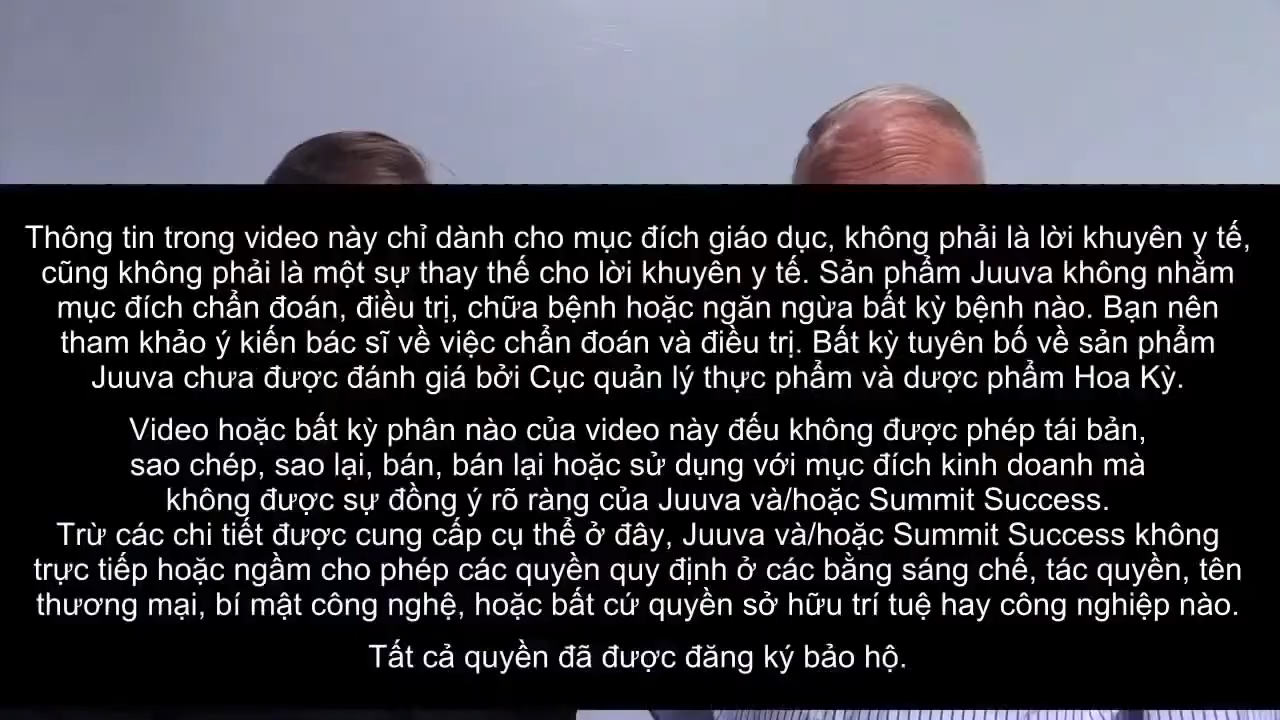 Thông tin trong video này chỉ dành cho mục đích giáo dục, không phải là lời khuyên y tế,
cũng không phải là một sự thay thế cho lời khuyên y tế. Sản phẩm Juuva không nhằm
mục đích chẩn đoán, điều trị, chữa bệnh hoặc ngăn ngừa bất kỳ bệnh nào. Bạn nên
tham khảo ý kiến bác sĩ về việc chẩn đoán và điều trị. Bất kỳ tuyên bố về sản phẩm
Juuva chưa được đánh giá bởi Cục quản lý thực phẩm và dược phẩm Hoa Kỳ.
Video hoặc bất kỳ phân nào của video này đếu không được phép tái bản,
sao chép, sao lại, bán, bán lại hoặc sử dụng với mục đích kinh doanh mà
không được sự đồng ý rõ ràng của Juuva và/hoặc Summit Success.
Trừ các chi tiết được cung cấp cụ thể ở đây, Juuva và/hoặc Summit Success không
trực tiếp hoặc ngầm cho phép các quyền quy định ở các bằng sáng chế, tác quyền, tên
thương mại, bí mật công nghệ, hoặc bất cứ quyền sở hữu trí tuệ hay công nghiệp nào.
Tất cả quyền đã được đăng ký bảo hộ.